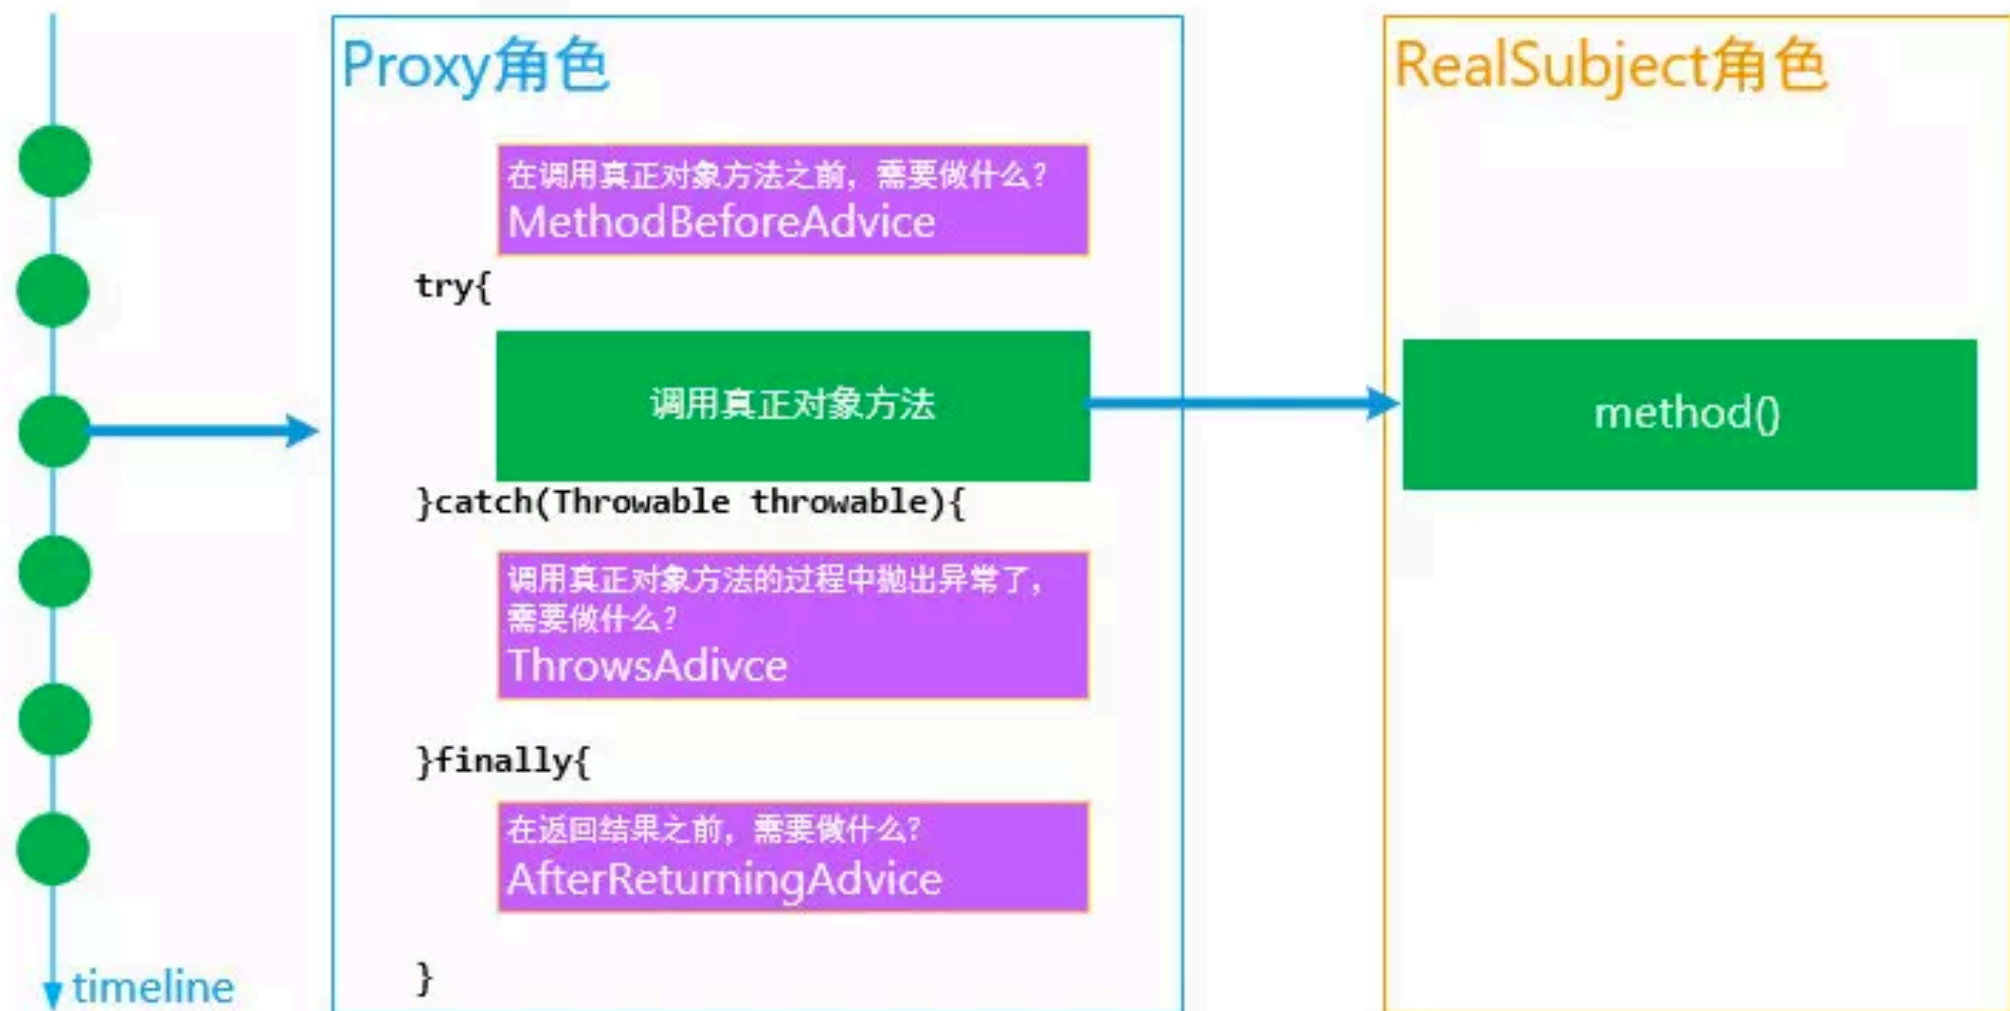 Proxy角色
RealSubject角色
在调用真正对象方法之前，需要做什么？
MethodBeforeAdvice
try{
调用真正对象方法
method()
}catch(Throwable throwable){
调用真正对象方法的过程中抛出异常了，
需要做什么？
ThrowsAdivce
}finally{
在返回结果之前，需要做什么？
AfterReturningAdvice
}
timeline